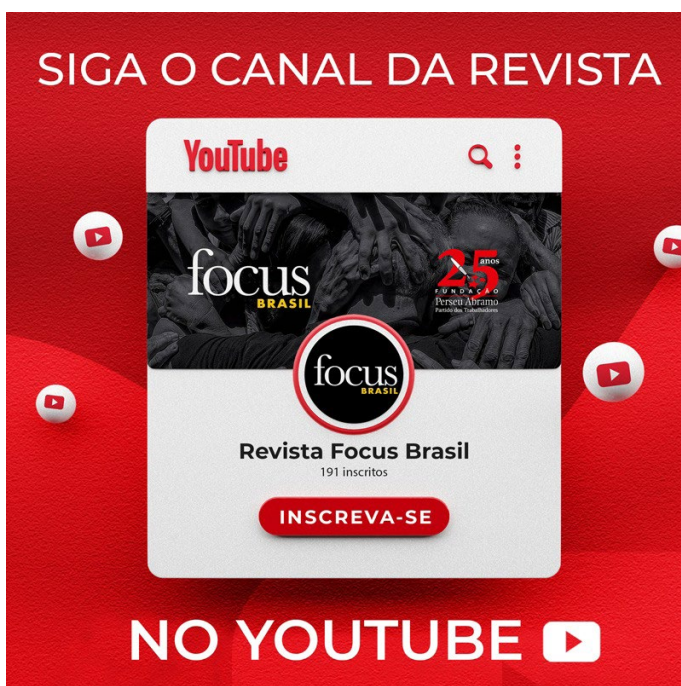 SIGA O CANAL DA REVISTA
YouTube
focus
BRASIL
25 anos
FUNDAÇÃO
Perseu Abramo
Partido dos Trabalhadores
focus
BRASIL
Revista Focus Brasil
191 inscritos
INSCREVA-SE
NO YOUTUBE